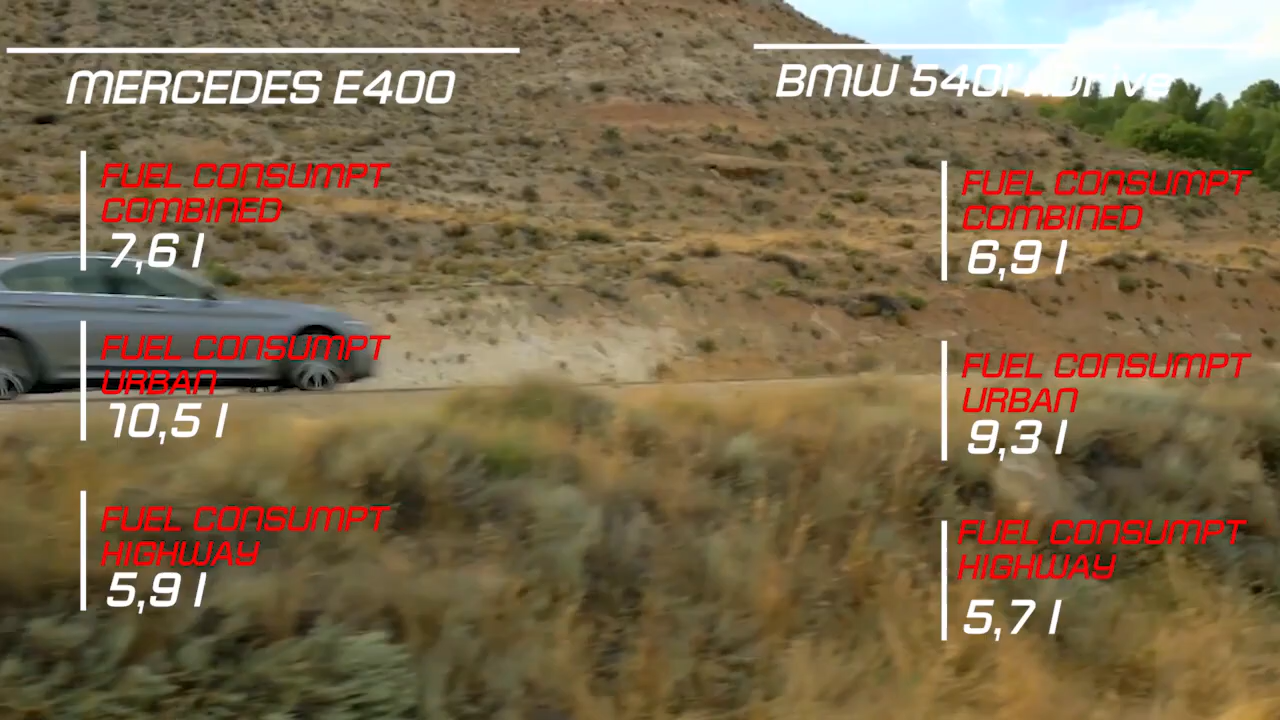 MERCEDES E400
FUEL CONSUMPT
COMBINED
7,6 l
FUEL CONSUMPT
URBAN
10,5 l
FUEL CONSUMPT
HIGHWAY
5,9 l
BMW 540i xDrive
FUEL CONSUMPT
COMBINED
6,9 l
FUEL CONSUMPT
URBAN
9,3 l
FUEL CONSUMPT
HIGHWAY
5,7 l